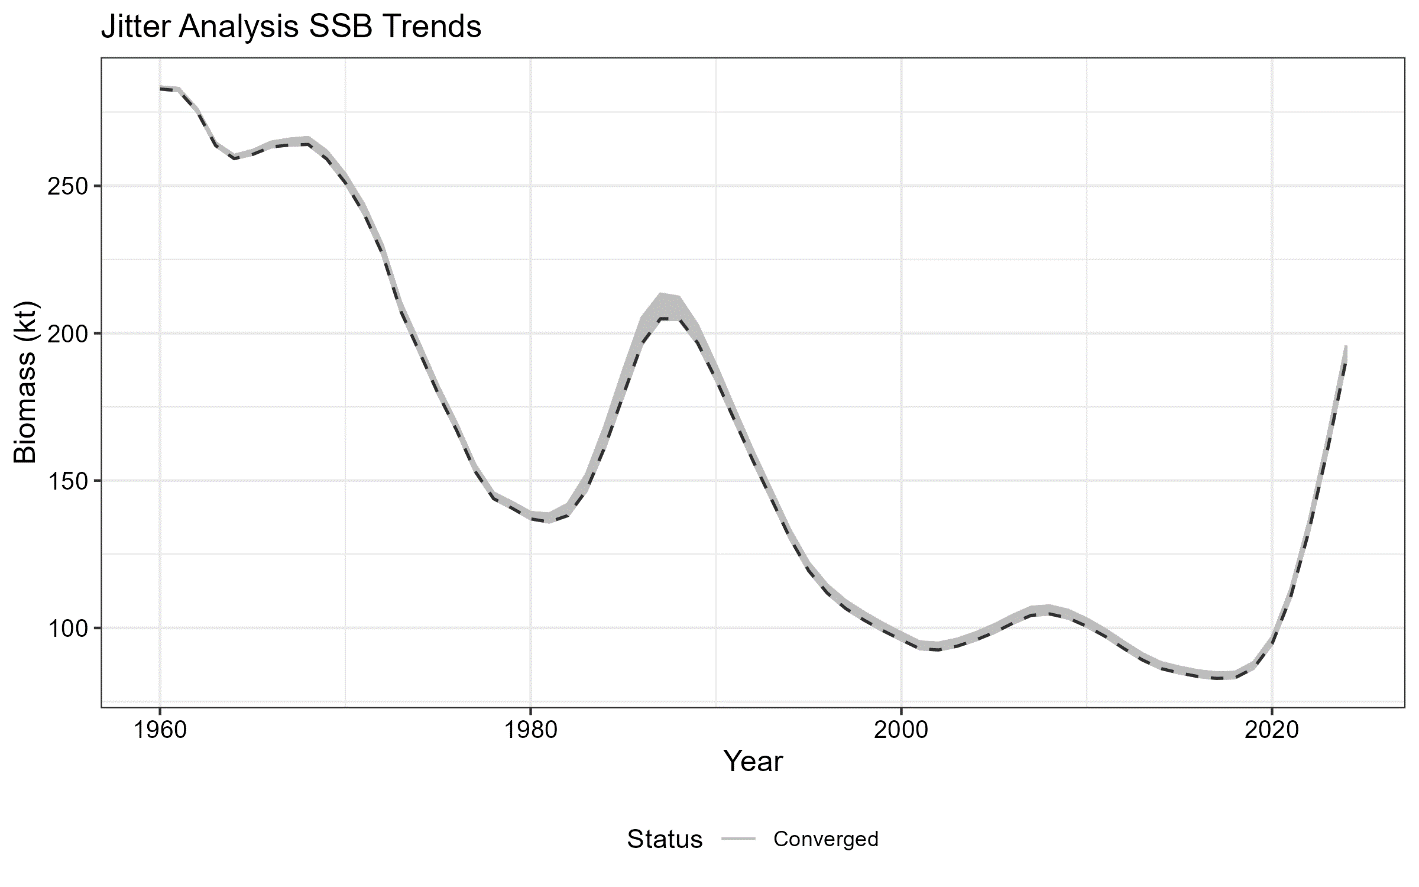 Jitter Analysis SSB Trends
Biomass (kt)
250
200
150
100
1960 1980 2000 2020
Year
Status Converged